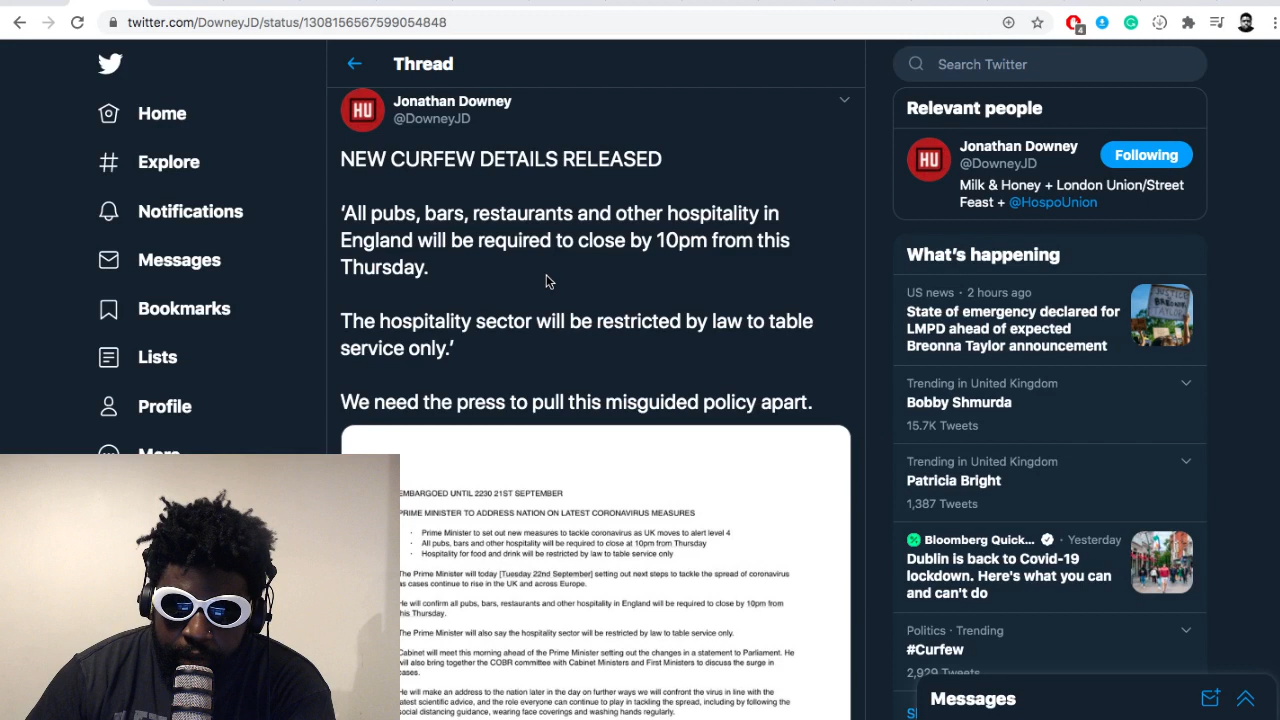 twitter.com/DowneyJD/status/1308156567599054848
4
Home
Explore
Notifications
Messages
Bookmarks
Lists
Profile
More
Thread
HU
Jonathan Downey
@DowneyJD
NEW CURFEW DETAILS RELEASED
‘All pubs, bars, restaurants and other hospitality in
England will be required to close by 10pm from this
Thursday.
The hospitality sector will be restricted by law to table
service only.’
We need the press to pull this misguided policy apart.
EMBARGOED UNTIL 2230 21ST SEPTEMBER
PRIME MINISTER TO ADDRESS NATION ON LATEST CORONAVIRUS MEASURES
· Prime Minister to set out new measures to tackle coronavirus as UK moves to alert level 4
· All pubs, bars and other hospitality will be required to close at 10pm from Thursday
· Hospitality for food and drink will be restricted by law to table service only
The Prime Minister will today [Tuesday 22nd September] setting out next steps to tackle the spread of coronavirus
as cases continue to rise in the UK and across Europe.
He will confirm all pubs, bars, restaurants and other hospitality in England will be required to close by 10pm from
this Thursday.
The Prime Minister will also say the hospitality sector will be restricted by law to table service only.
Cabinet will meet this morning ahead of the Prime Minister setting out the changes in a statement to Parliament. He
will also bring together the COBR committee with Cabinet Ministers and First Ministers to discuss the surge in
cases.
He will make an address to the nation later in the day on further ways we will confront the virus in line with the
latest scientific advice, and the role everyone can continue to play in tackling the spread, including by following the
social distancing guidance, wearing face coverings and washing hands regularly.
Search Twitter
Relevant people
HU
Jonathan Downey
@DowneyJD
Following
Milk & Honey + London Union/Street
Feast + @HospoUnion
What’s happening
US news · 2 hours ago
State of emergency declared for
LMPD ahead of expected
Breonna Taylor announcement
Trending in United Kingdom
Bobby Shmurda
15.7K Tweets
Trending in United Kingdom
Patricia Bright
1,387 Tweets
Bloomberg Quick... · Yesterday
Dublin is back to Covid-19
lockdown. Here’s what you can
and can’t do
Politics · Trending
#Curfew
2,929 Tweets
Messages